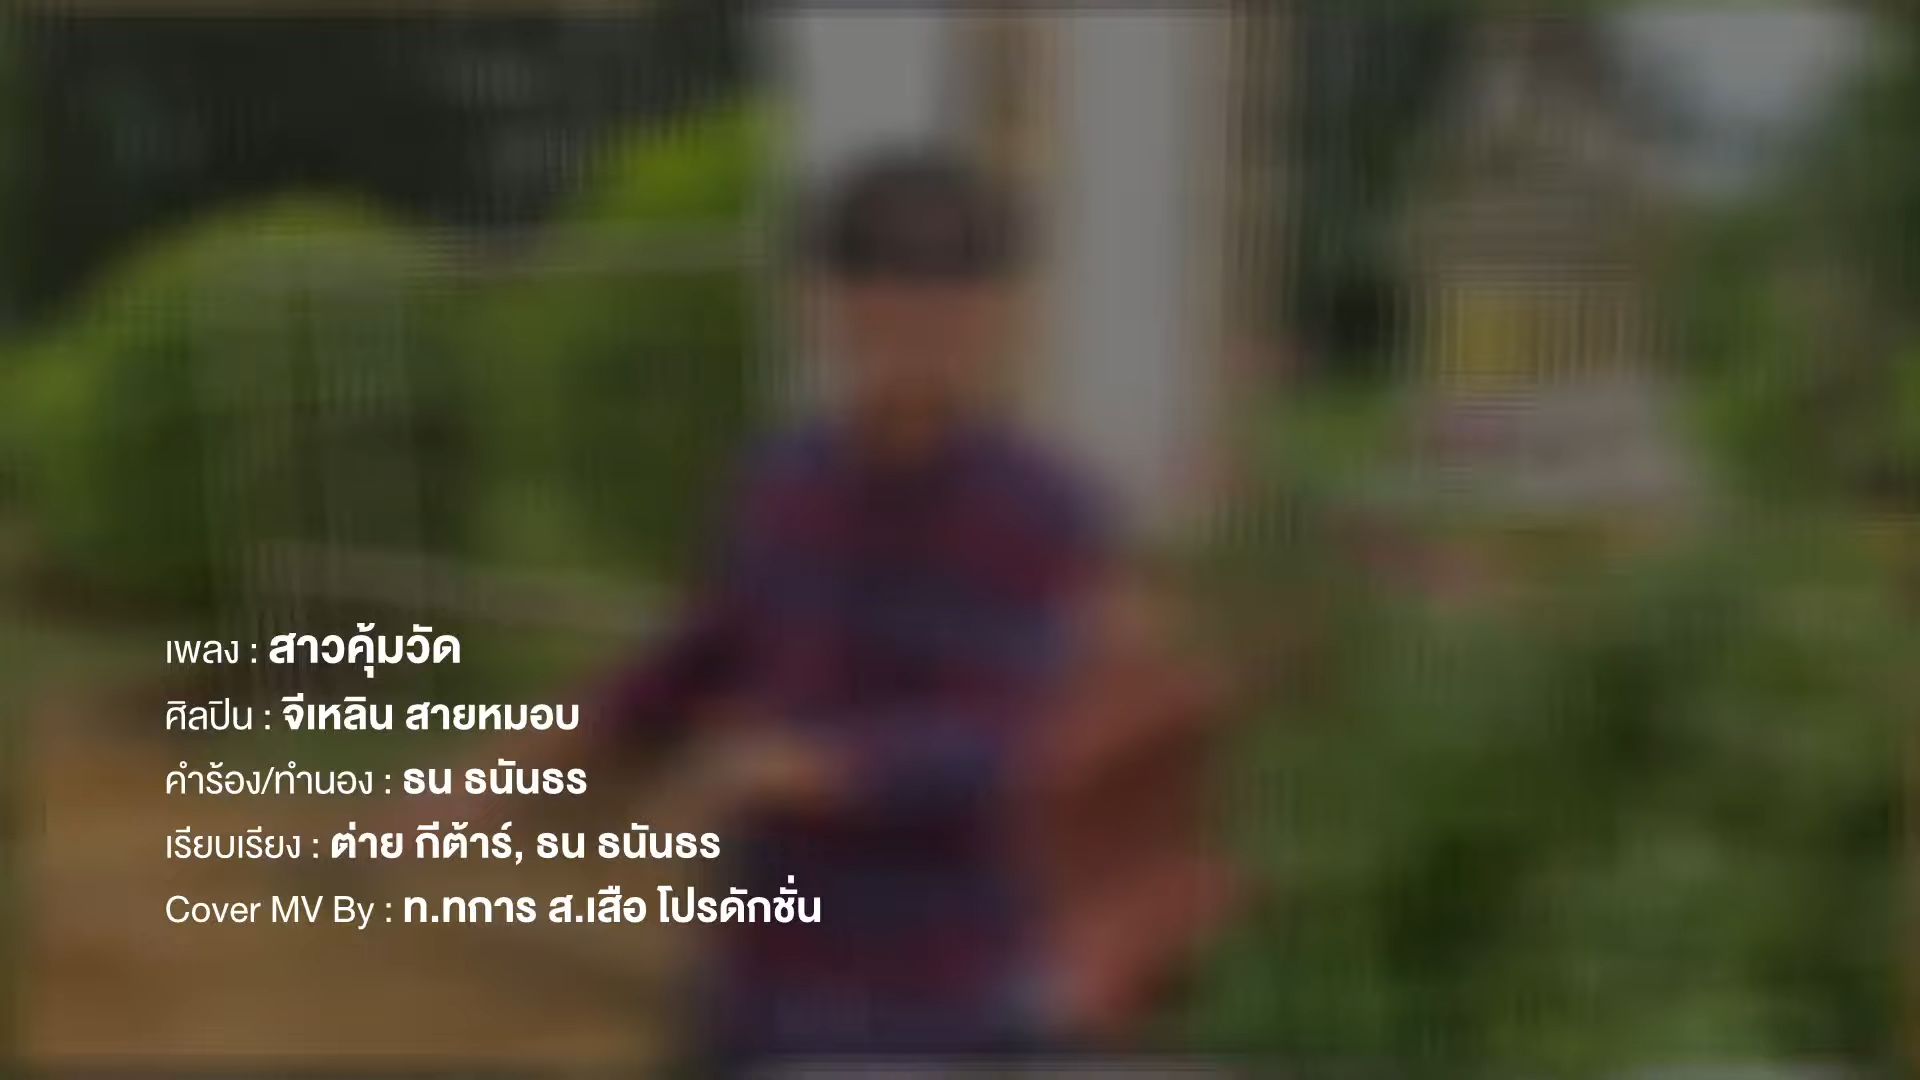 เพลง : สาวคุ้มวัด
ศิลปิน : จีเหลิน สายหมอบ
คำร้อง/ทำนอง : ธน ธนันธร
เรียบเรียง : ต่าย กีต้าร์, ธน ธนันธร
Cover MV By : ท.ทการ ส.เสือ โปรดักชั่น